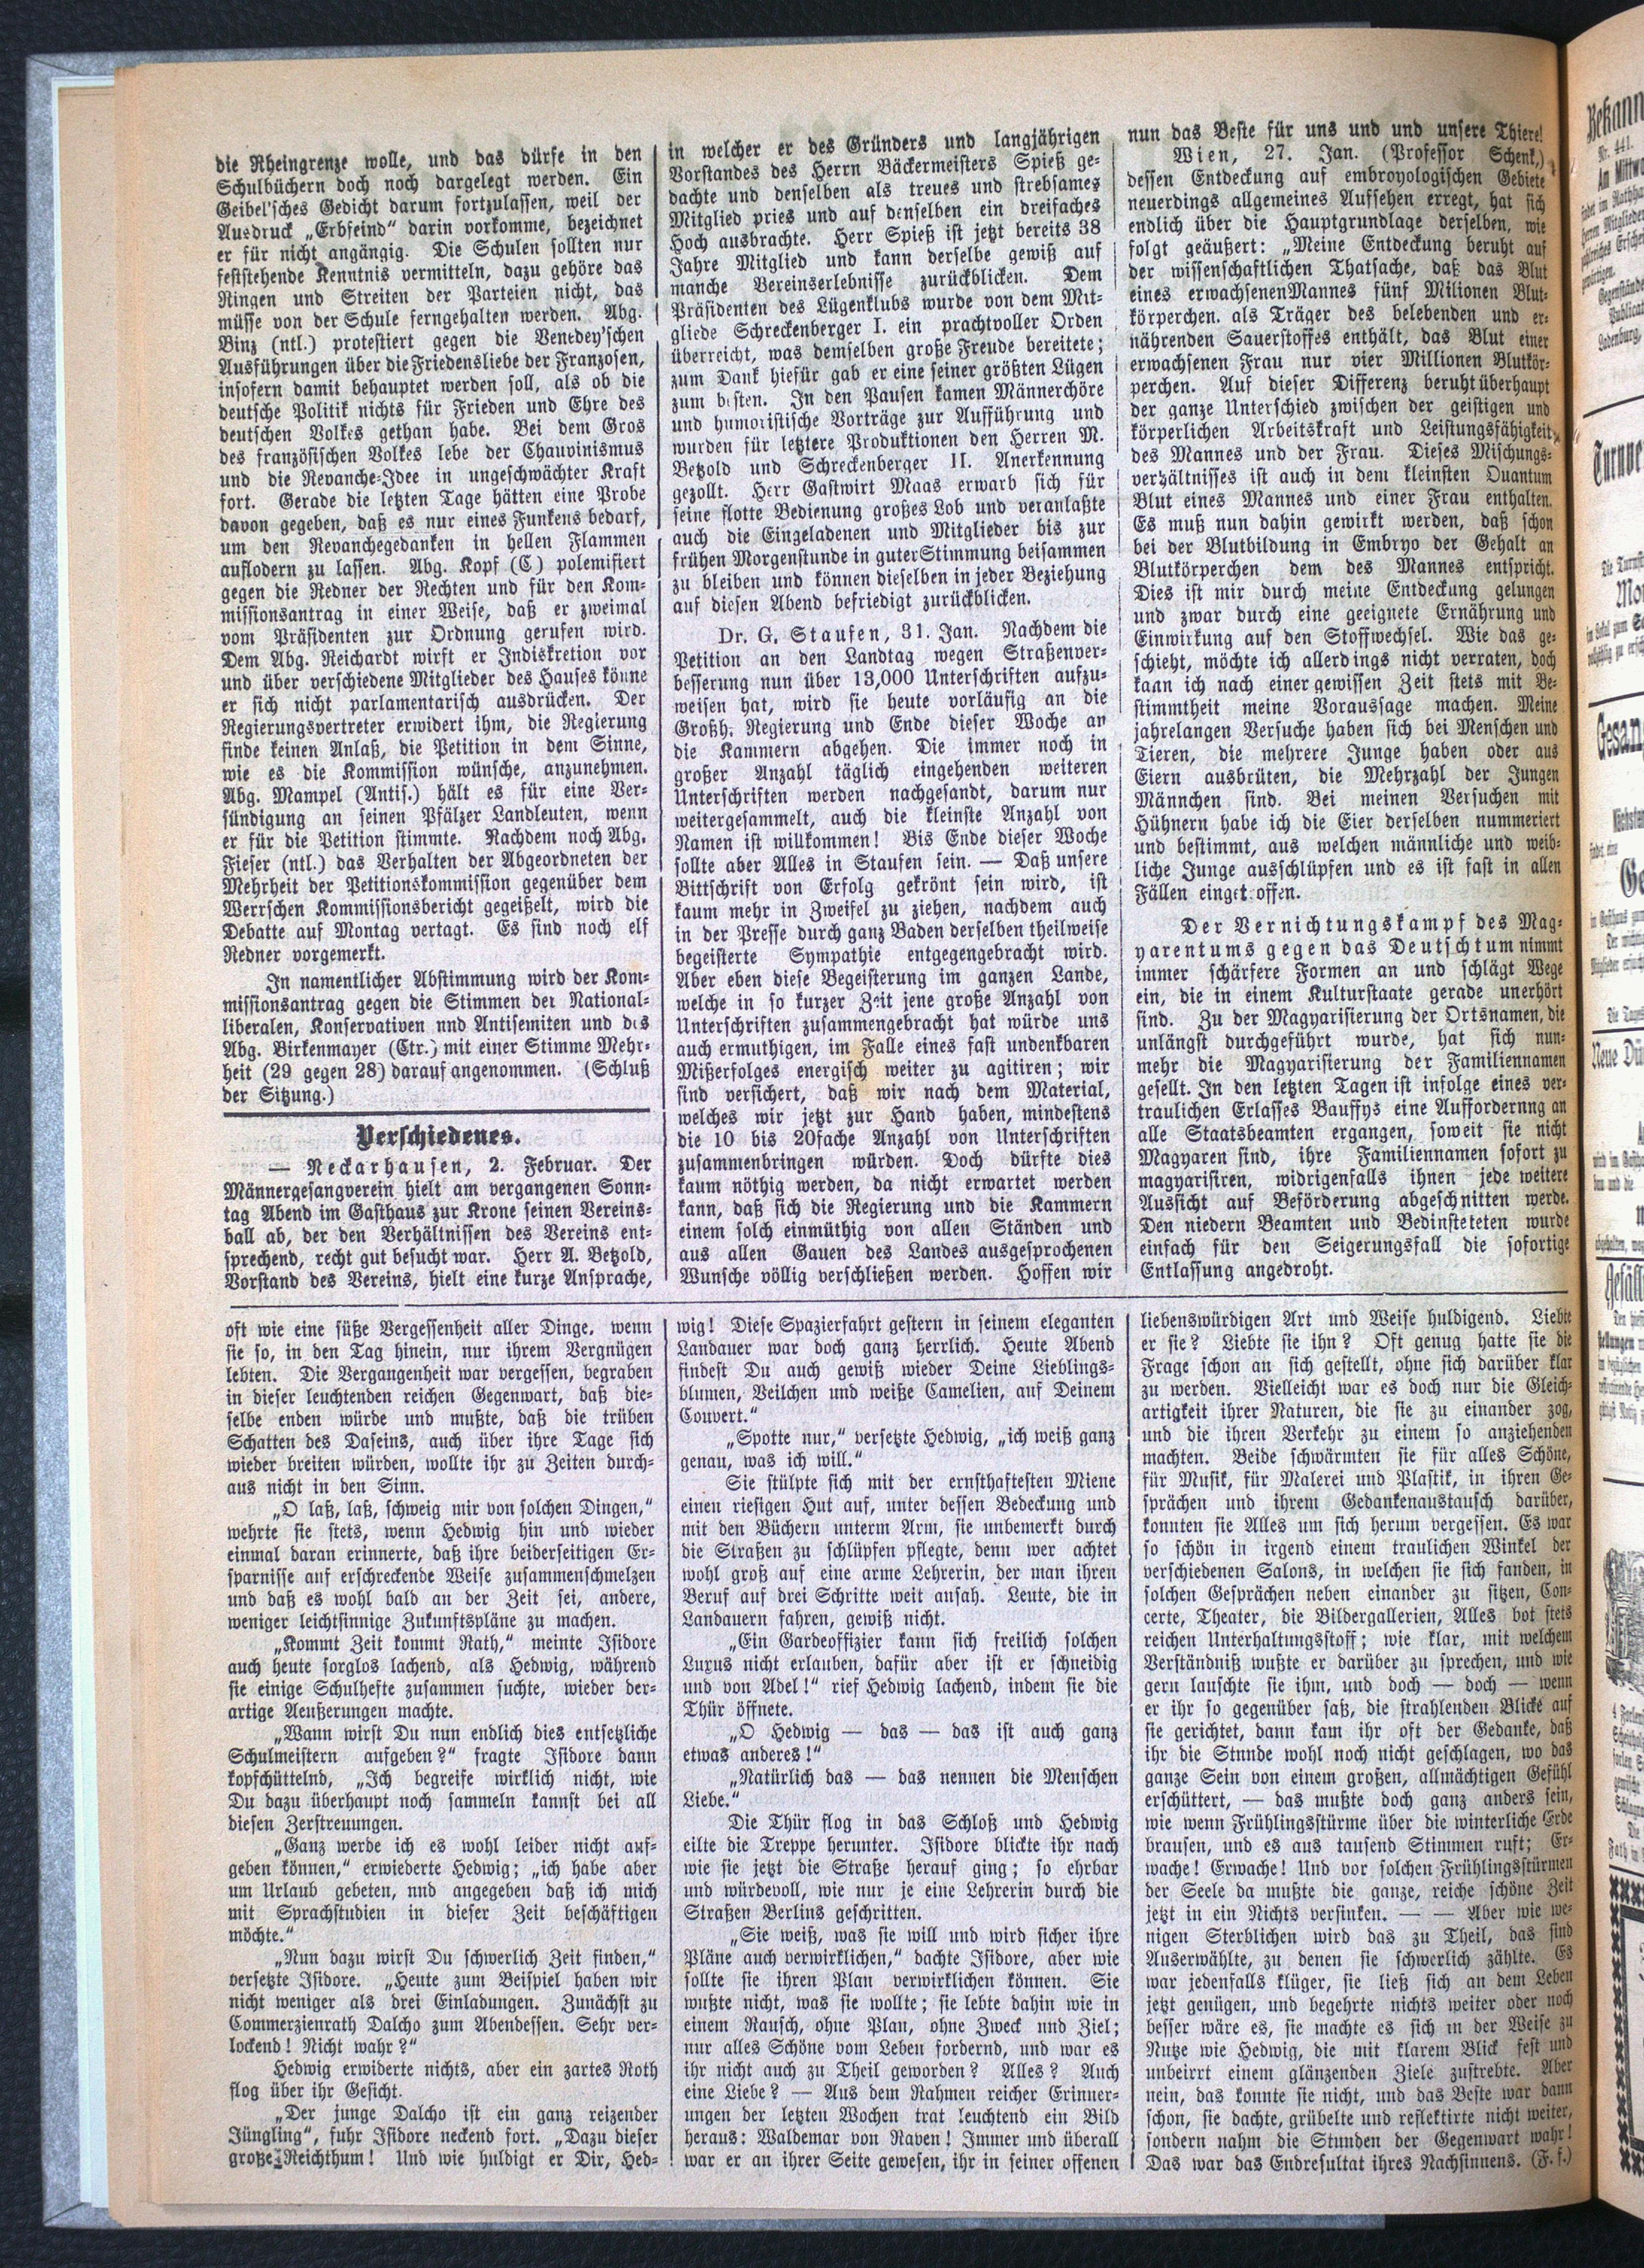 die Rheingrenze wolle, und das dürfe in den
Schulbüchern doch noch dargelegt werden. Ein
Geibel'sches Gedicht darum fortzulassen, weil der
Ausdruck „Erbfeind“ darin vorkomme, bezeichnet
er für nicht angängig. Die Schulen sollten nur
feststehende Kenntnis vermitteln, dazu gehöre das
Ringen und Streiten der Parteien nicht, das
müsse von der Schule ferngehalten werden. Abg.
Binz (ntl.) protestiert gegen die Venedey'schen
Ausführungen über die Friedensliebe der Franzosen,
insofern damit behauptet werden soll, als ob die
deutsche Politik nichts für Frieden und Ehre des
deutschen Volkes gethan habe. Bei dem Gros
des französischen Volkes lebe der Chauvinismus
und die Revanche-Idee in ungeschwächter Kraft
fort. Gerade die letzten Tage hätten eine Probe
davon gegeben, daß es nur eines Funkens bedarf,
um den Revanchegedanken in hellen Flammen
auflodern zu lassen. Abg. Kopf (C) polemisiert
gegen die Redner der Rechten und für den Kom-
missionsantrag in einer Weise, daß er zweimal
vom Präsidenten zur Ordnung gerufen wird.
Dem Abg. Reichardt wirft er Indiskretion vor
und über verschiedene Mitglieder des Hauses könne
er sich nicht parlamentarisch ausdrücken. Der
Regierungsvertreter erwidert ihm, die Regierung
finde keinen Anlaß, die Petition in dem Sinne,
wie es die Kommission wünsche, anzunehmen.
Abg. Mampel (Antis.) hält es für eine Ver-
sündigung an seinen Pfälzer Landleuten, wenn
er für die Petition stimmte. Nachdem noch Abg.
Fieser (ntl.) das Verhalten der Abgeordneten der
Mehrheit der Petitionskommission gegenüber dem
Werrschen Kommissionsbericht gegeißelt, wird die
Debatte auf Montag vertagt. Es sind noch elf
Redner vorgemerkt.
In namentlicher Abstimmung wird der Kom-
missionsantrag gegen die Stimmen der National-
liberalen, Konservativen nnd Antisemiten und des
Abg. Birkenmayer (Ctr.) mit einer Stimme Mehr-
heit (29 gegen 28) darauf angenommen. (Schluß
der Sitzung.)
Verschiedenes.
— Neckarhausen, 2. Februar. Der
Männergesangverein hielt am vergangenen Sonn-
tag Abend im Gasthaus zur Krone seinen Vereins-
ball ab, der den Verhältnissen des Vereins ent-
sprechend, recht gut besucht war. Herr A. Betzold,
Vorstand des Vereins, hielt eine kurze Ansprache,
in welcher er des Gründers und langjährigen
Vorstandes des Herrn Bäckermeisters Spieß ge-
dachte und denselben als treues und strebsames
Mitglied pries und auf denselben ein dreifaches
Hoch ausbrachte. Herr Spieß ist jetzt bereits 38
Jahre Mitglied und kann derselbe gewiß auf
manche Vereinserlebnisse zurückblicken. Dem
Präsidenten des Lügenklubs wurde von dem Mit-
gliede Schreckenberger I. ein prachtvoller Orden
überreicht, was demselben große Freude bereitete;
zum Dank hiefür gab er eine seiner größten Lügen
zum besten. In den Pausen kamen Männerchöre
und humoristische Vorträge zur Aufführung und
wurden für letztere Produktionen den Herren M.
Betzold und Schreckenberger II. Anerkennung
gezollt. Herr Gastwirt Maas erwarb sich für
seine flotte Bedienung großes Lob und veranlaßte
auch die Eingeladenen und Mitglieder bis zur
frühen Morgenstunde in guter Stimmung beisammen
zu bleiben und können dieselben in jeder Beziehung
auf diesen Abend befriedigt zurückblicken.
Dr. G. Staufen, 31. Jan. Nachdem die
Petition an den Landtag wegen Straßenver-
besserung nun über 13,000 Unterschriften aufzu-
weisen hat, wird sie heute vorläufig an die
Großh. Regierung und Ende dieser Woche an
die Kammern abgehen. Die immer noch in
großer Anzahl täglich eingehenden weiteren
Unterschriften werden nachgesandt, darum nur
weitergesammelt, auch die kleinste Anzahl von
Namen ist willkommen! Bis Ende dieser Woche
sollte aber Alles in Staufen sein. — Daß unsere
Bittschrift von Erfolg gekrönt sein wird, ist
kaum mehr in Zweifel zu ziehen, nachdem auch
in der Presse durch ganz Baden derselben theilweise
begeisterte Sympathie entgegengebracht wird.
Aber eben diese Begeisterung im ganzen Lande,
welche in so kurzer Zeit jene große Anzahl von
Unterschriften zusammengebracht hat würde uns
auch ermuthigen, im Falle eines fast undenkbaren
Mißerfolges energisch weiter zu agitiren; wir
sind versichert, daß wir nach dem Material,
welches wir jetzt zur Hand haben, mindestens
die 10 bis 20fache Anzahl von Unterschriften
zusammenbringen würden. Doch dürfte dies
kaum nöthig werden, da nicht erwartet werden
kann, daß sich die Regierung und die Kammern
einem solch einmüthig von allen Ständen und
aus allen Gauen des Landes ausgesprochenen
Wunsche völlig verschließen werden. Hoffen wir
nun das Beste für uns und und unsere Thiere!
Wien, 27. Jan. (Professor Schenk,)
dessen Entdeckung auf embroyologischen Gebiete
neuerdings allgemeines Aufsehen erregt, hat sich
endlich über die Hauptgrundlage derselben, wie
folgt geäußert: „Meine Entdeckung beruht auf
der wissenschaftlichen Thatsache, daß das Blut
eines erwachsenen Mannes fünf Milionen Blut-
körperchen. als Träger des belebenden und er-
nährenden Sauerstoffes enthält, das Blut einer
erwachsenen Frau nur vier Millionen Blutkör-
perchen. Auf dieser Differenz beruht überhaupt
der ganze Unterschied zwischen der geistigen und
körperlichen Arbeitskraft und Leistungsfähigkeit
des Mannes und der Frau. Dieses Mischungs-
verhältnisses ist auch in dem kleinsten Quantum
Blut eines Mannes und einer Frau enthalten.
Es muß nun dahin gewirkt werden, daß schon
bei der Blutbildung in Embryo der Gehalt an
Blutkörperchen dem des Mannes entspricht.
Dies ist mir durch meine Entdeckung gelungen
und zwar durch eine geeignete Ernährung und
Einwirkung auf den Stoffwechsel. Wie das ge-
schieht, möchte ich allerdings nicht verraten, doch
kann ich nach einer gewissen Zeit stets mit Be-
stimmtheit meine Voraussage machen. Meine
jahrelangen Versuche haben sich bei Menschen und
Tieren, die mehrere Junge haben oder aus
Eiern ausbrüten, die Mehrzahl der Jungen
Männchen sind. Bei meinen Versuchen mit
Hühnern habe ich die Eier derselben nummeriert
und bestimmt, aus welchen männliche und weib-
liche Junge ausschlüpfen und es ist fast in allen
Fällen eingetroffen.
Der Vernichtungskampf des Mag-
yarentums gegen das Deutschtum nimmt
immer schärfere Formen an und schlägt Wege
ein, die in einem Kulturstaate gerade unerhört
sind. Zu der Magyarisierung der Ortsnamen, die
unlängst durchgeführt wurde, hat sich nun-
mehr die Magyarisierung der Familiennamen
gesellt. In den letzten Tagen ist infolge eines ver-
traulichen Erlasses Bauffys eine Auffordernng an
alle Staatsbeamten ergangen, soweit sie nicht
Magyaren sind, ihre Familiennamen sofort zu
magyarisiren, widrigenfalls ihnen jede weitere
Aussicht auf Beförderung abgeschnitten werde.
Den niedern Beamten und Bedinsteteten wurde
einfach für den Seigerungsfall die sofortige
Entlassung angedroht.
oft wie eine süße Vergessenheit aller Dinge, wenn
sie so, in den Tag hinein, nur ihrem Vergnügen
lebten. Die Vergangenheit war vergessen, begraben
in dieser leuchtenden reichen Gegenwart, daß die-
selbe enden würde und mußte, daß die trüben
Schatten des Daseins, auch über ihre Tage sich
wieder breiten würden, wollte ihr zu Zeiten durch-
aus nicht in den Sinn.
„O laß, laß, schweig mir von solchen Dingen,“
wehrte sie stets, wenn Hedwig hin und wieder
einmal daran erinnerte, daß ihre beiderseitigen Er-
sparnisse auf erschreckende Weise zusammenschmelzen
und daß es wohl bald an der Zeit sei, andere,
weniger leichtsinnige Zukunftspläne zu machen.
„Kommt Zeit kommt Rath,“ meinte Isidore
auch heute sorglos lachend, als Hedwig, während
sie einige Schulhefte zusammen suchte, wieder der-
artige Aeußerungen machte.
„Wann wirst Du nun endlich dies entsetzliche
Schulmeistern aufgeben?“ fragte Isidore dann
kopfschüttelnd, „Ich begreife wirklich nicht, wie
Du dazu überhaupt noch sammeln kannst bei all
diesen Zerstreuungen.
„Ganz werde ich es wohl leider nicht auf-
geben können,“ erwiederte Hedwig; „ich habe aber
um Urlaub gebeten, nnd angegeben daß ich mich
mit Sprachstudien in dieser Zeit beschäftigen
möchte.“
„Nun dazu wirst Du schwerlich Zeit finden,“
versetzte Isidore. „Heute zum Beispiel haben wir
nicht weniger als drei Einladungen. Zunächst zu
Commerzienrath Dalcho zum Abendessen. Sehr ver-
lockend! Nicht wahr?“
Hedwig erwiderte nichts, aber ein zartes Roth
flog über ihr Gesicht.
„Der junge Dalcho ist ein ganz reizender
Jüngling“, fuhr Isidore neckend fort. „Dazu dieser
große Reichthum! Und wie huldigt er Dir, Hed-
wig! Diese Spazierfahrt gestern in seinem eleganten
Landauer war doch ganz herrlich. Heute Abend
findest Du auch gewiß wieder Deine Lieblings-
blumen, Veilchen und weiße Camelien, auf Deinem
Couvert.“
„Spotte nur,“ versetzte Hedwig, „ich weiß ganz
genau, was ich will.“
Sie stülpte sich mit der ernsthaftesten Miene
einen riesigen Hut auf, unter dessen Bedeckung und
mit den Büchern unterm Arm, sie unbemerkt durch
die Straßen zu schlüpfen pflegte, denn wer achtet
wohl groß auf eine arme Lehrerin, der man ihren
Beruf auf drei Schritte weit ansah. Leute, die in
Landauern fahren, gewiß nicht.
„Ein Gardeoffizier kann sich freilich solchen
Luxus nicht erlauben, dafür aber ist er schneidig
und von Adel!“ rief Hedwig lachend, indem sie die
Thür öffnete.
„O Hedwig — das — das ist auch ganz
etwas anderes!“
„Natürlich das — das nennen die Menschen
Liebe.“
Die Thür flog in das Schloß und Hedwig
eilte die Treppe herunter. Isidore blickte ihr nach
wie sie jetzt die Straße herauf ging; so ehrbar
und würdevoll, wie nur je eine Lehrerin durch die
Straßen Berlins geschritten.
„Sie weiß, was sie will und wird sicher ihre
Pläne auch verwirklichen,“ dachte Isidore, aber wie
sollte sie ihren Plan verwirklichen können. Sie
wußte nicht, was sie wollte; sie lebte dahin wie in
einem Rausch, ohne Plan, ohne Zweck und Ziel;
nur alles Schöne vom Leben fordernd, und war es
ihr nicht auch zu Theil geworden? Alles? Auch
eine Liebe? — Aus dem Rahmen reicher Erinner-
ungen der letzten Wochen trat leuchtend ein Bild
heraus: Waldemar von Raven! Immer und überall
war er an ihrer Seite gewesen, ihr in seiner offenen
liebenswürdigen Art und Weise huldigend. Liebte
er sie? Liebte sie ihn? Oft genug hatte sie die
Frage schon an sich gestellt, ohne sich darüber klar
zu werden. Vielleicht war es doch nur die Gleich-
artigkeit ihrer Naturen, die sie zu einander zog,
und die ihren Verkehr zu einem so anziehenden
machten. Beide schwärmten sie für alles Schöne,
für Musik, für Malerei und Plastik, in ihren Ge-
sprächen und ihrem Gedankenaustausch darüber,
konnten sie Alles um sich herum vergessen. Es war
so schön in irgend einem traulichen Winkel der
verschiedenen Salons, in welchen sie sich fanden, in
solchen Gesprächen neben einander zu sitzen, Con-
certe, Theater, die Bildergallerien, Alles bot stets
reichen Unterhaltungsstoff; wie klar, mit welchem
Verständniß wußte er darüber zu sprechen, und wie
gern lauschte sie ihm, und doch — doch — wenn
er ihr so gegenüber saß, die strahlenden Blicke auf
sie gerichtet, dann kam ihr oft der Gedanke, daß
ihr die Stnnde wohl noch nicht geschlagen, wo das
ganze Sein von einem großen, allmächtigen Gefühl
erschüttert, — das mußte doch ganz anders sein,
wie wenn Frühlingsstürme über die winterliche Erde
brausen, und es aus tausend Stimmen ruft; Er-
wache! Erwache! Und vor solchen Frühlingsstürmen
der Seele da mußte die ganze, reiche schöne Zeit
jetzt in ein Nichts versinken. — — Aber wie we-
nigen Sterblichen wird das zu Theil, das sind
Auserwählte, zu denen sie schwerlich zählte. Es
war jedenfalls klüger, sie ließ sich an dem Leben
jetzt genügen, und begehrte nichts weiter oder noch
besser wäre es, sie machte es sich in der Weise zu
Nutze wie Hedwig, die mit klarem Blick fest und
unbeirrt einem glänzenden Ziele zustrebte. Aber
nein, das konnte sie nicht, und das Beste war dann
schon, sie dachte, grübelte und reflektirte nicht weiter,
sondern nahm die Stunden der Gegenwart wahr!
Das war das Endresultat ihres Nachsinnens. (F. f.)
Nr. 441.
Am Mittwo